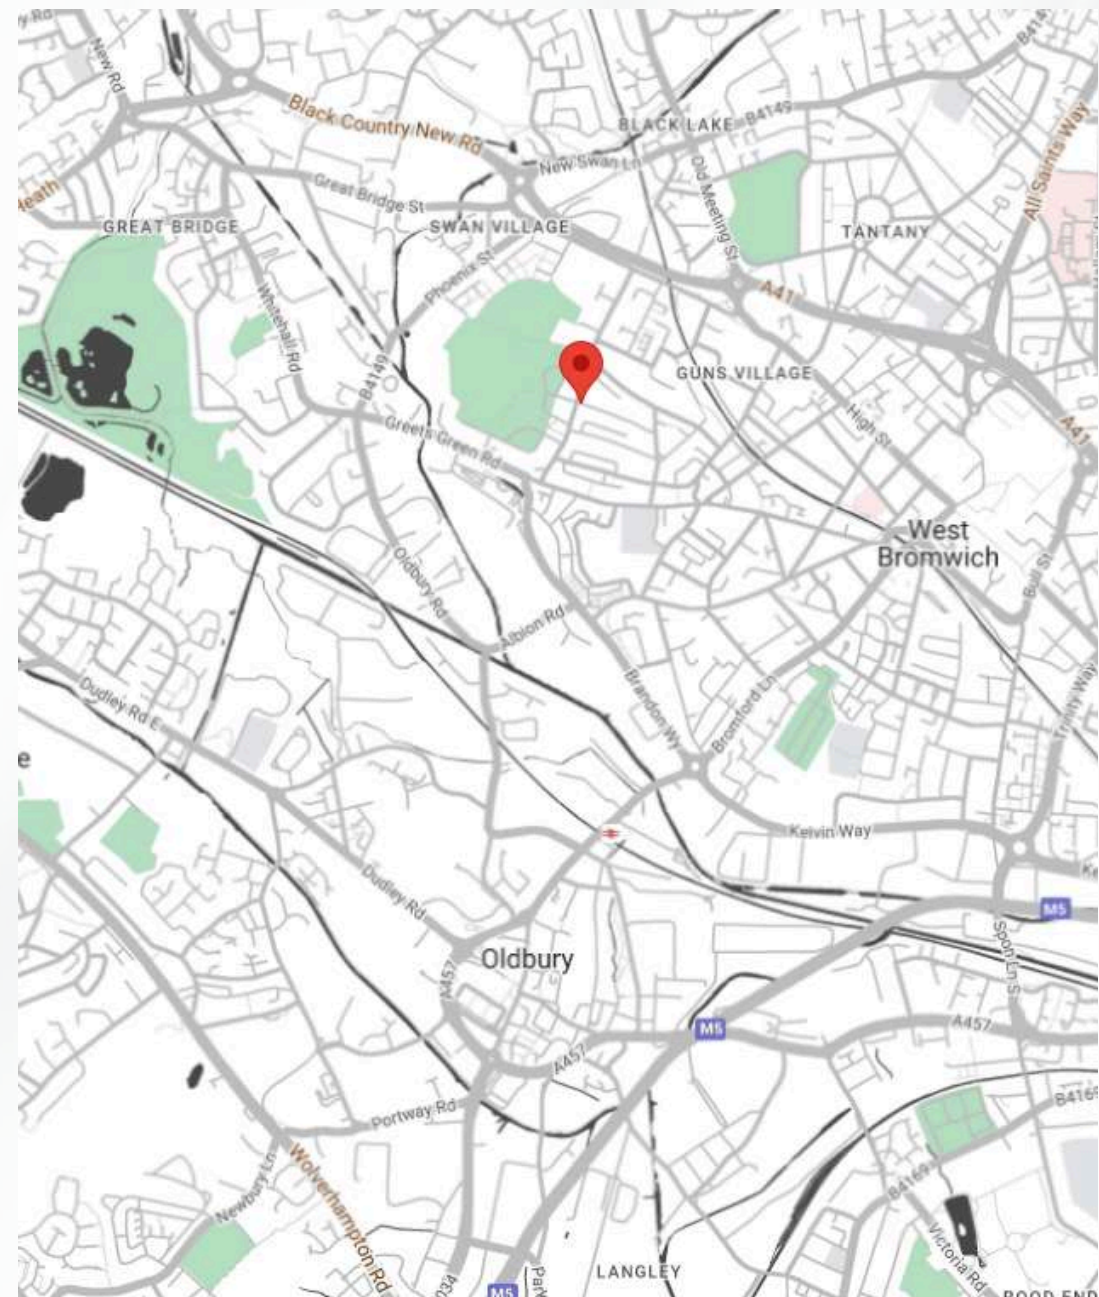 New Rd
Black Country New Rd
BLACK LAKE
B4149
All Saints Way
Heath
New Swan Ln
Old Meeting St
Great Bridge St
GREAT BRIDGE
SWAN VILLAGE
TANTANY
Phoenix St
A41
Whitehall Rd
B4149
GUNS VILLAGE
High St
A41
Greets Green Rd
West
Bromwich
Oldbury Rd
Bull St
Albion Rd
Dudley Rd E
Brandon Wy
Bromford Ln
Trinity Way
e
Kelvin Way
Ke
Dudley Rd
M5
Oldbury
Spon Ln S
A457
M5
A457
A457
Portway Rd
B4169
Newbury Ln
Wolverhampton Rd
B4169
Victoria Rd
LANGLEY
034
Park
M5
ROOD END